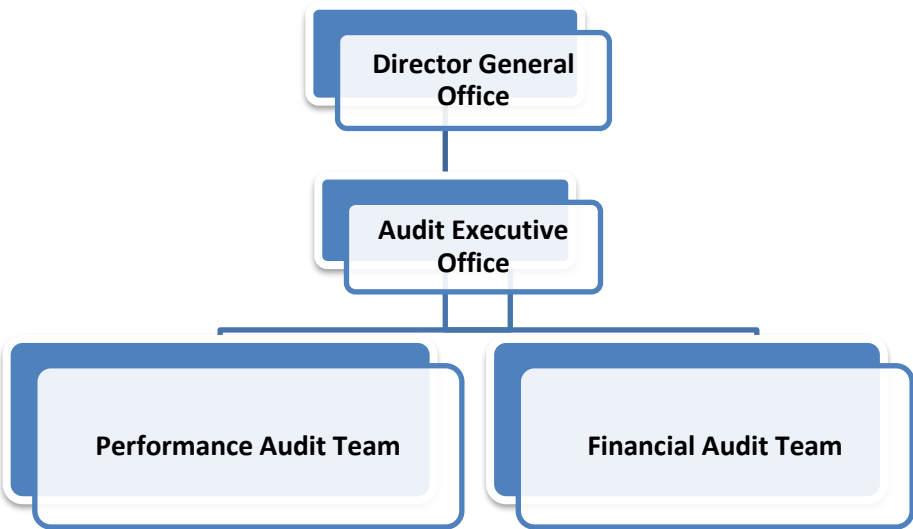 Director General
Office
Audit Executive
Office
Performance Audit Team
Financial Audit Team